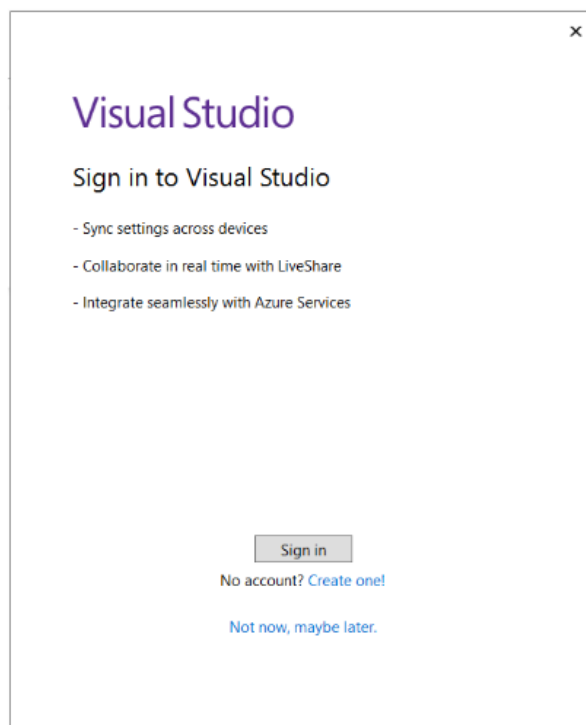 Visual Studio
Sign in to Visual Studio
- Sync settings across devices
- Collaborate in real time with LiveShare
- Integrate seamlessly with Azure Services
Sign in
No account? Create one!
Not now, maybe later.